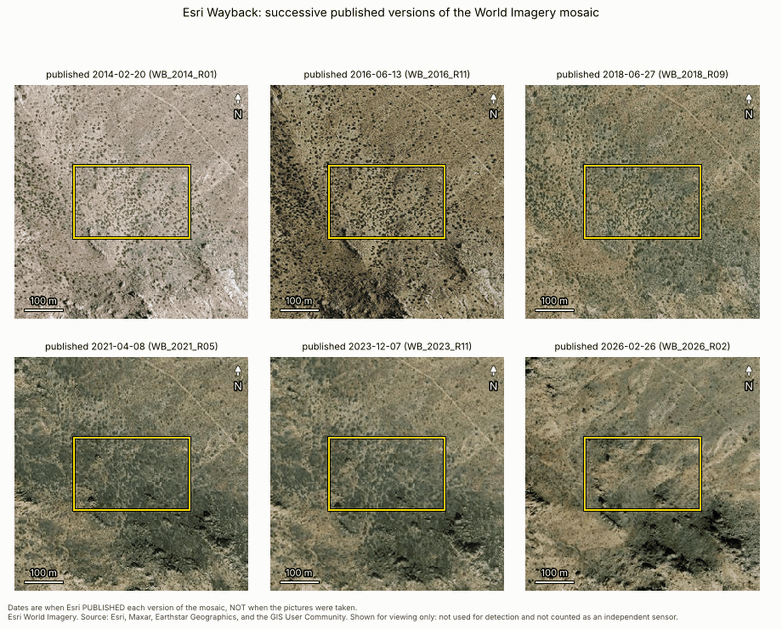 Esri Wayback: successive published versions of the World Imagery mosaic
published 2014-02-20 (WB_2014_R01)
published 2016-06-13 (WB_2016_R11)
published 2018-06-27 (WB_2018_R09)
N
N
N
100 m
100 m
100 m
published 2021-04-08 (WB_2021_R05)
published 2023-12-07 (WB_2023_R11)
published 2026-02-26 (WB_2026_R02)
N
N
N
100 m
100 m
100 m
Dates are when Esri PUBLISHED each version of the mosaic, NOT when the pictures were taken.
Esri World Imagery. Source: Esri, Maxar, Earthstar Geographics, and the GIS User Community. Shown for viewing only: not used for detection and not counted as an independent sensor.